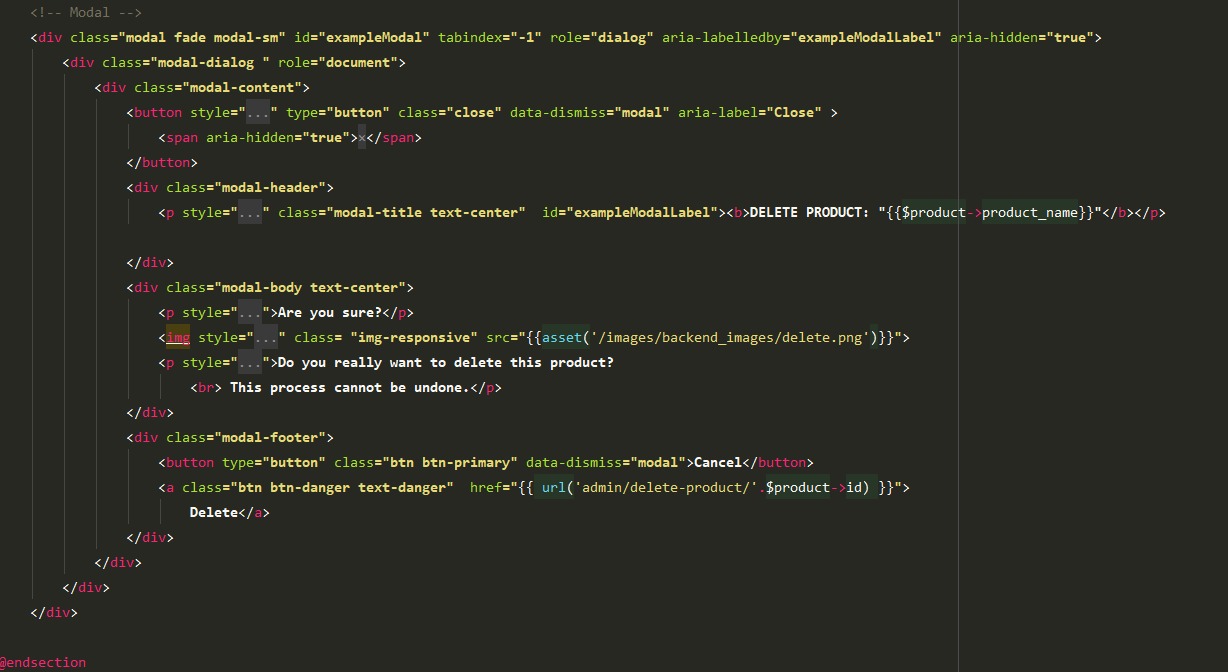 <!-- Modal -->
<div class="modal fade modal-sm" id="exampleModal" tabindex="-1" role="dialog" aria-labelledby="exampleModalLabel" aria-hidden="true">
<div class="modal-dialog " role="document">
<div class="modal-content">
<button style="..." type="button" class="close" data-dismiss="modal" aria-label="Close" >
<span aria-hidden="true">×</span>
</button>
<div class="modal-header">
<p style="..." class="modal-title text-center"  id="exampleModalLabel"><b>DELETE PRODUCT: "{{$product->product_name}}"</b></p>
</div>
<div class="modal-body text-center">
<p style="...">Are you sure?</p>
<img style="..." class= "img-responsive" src="{{asset('/images/backend_images/delete.png')}}">
<p style="...">Do you really want to delete this product?
<br> This process cannot be undone.</p>
</div>
<div class="modal-footer">
<button type="button" class="btn btn-primary" data-dismiss="modal">Cancel</button>
<a class="btn btn-danger text-danger"  href="{{ url('admin/delete-product/'.$product->id) }}">
Delete</a>
</div>
</div>
</div>
</div>
@endsection